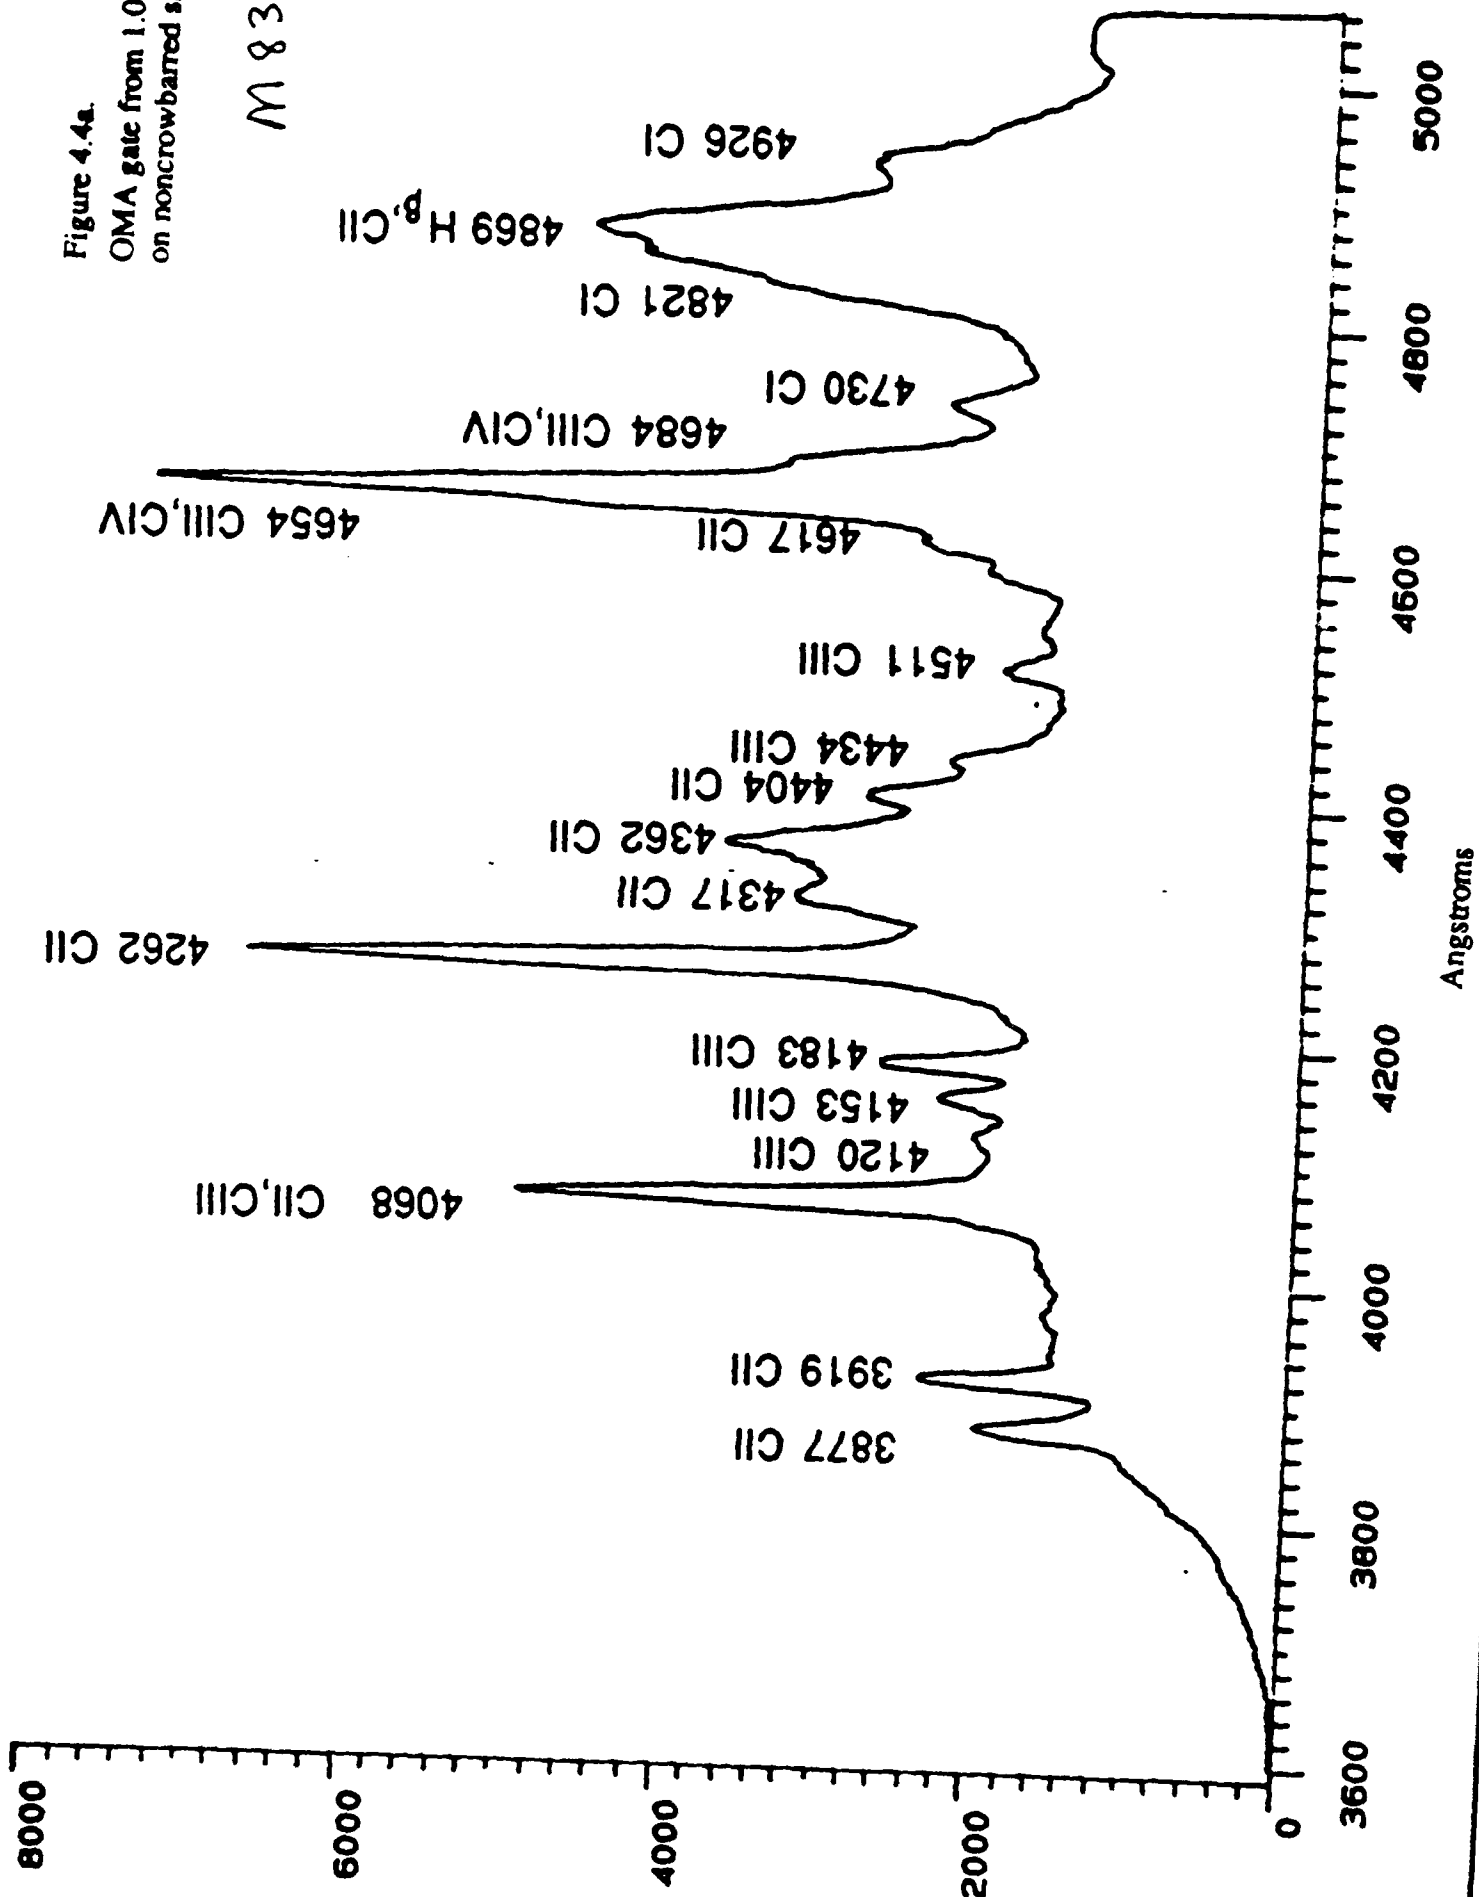 Figure 4.4a.
OMA gate from 1.0
on noncrowbarred s
M 83
8000
6000
4000
2000
0
3877 CII
3919 CII
4068 CII,CIII
4120 CIII
4153 CIII
4183 CIII
4262 CII
4317 CII
4362 CII
4404 CII
4434 CIII
4511 CIII
4617 CII
4654 CIII,CIV
4684 CIII,CIV
4730 CI
4821 CI
4869 Hβ,CII
4926 CI
3600
3800
4000
4200
4400
4600
4800
5000
Angstroms